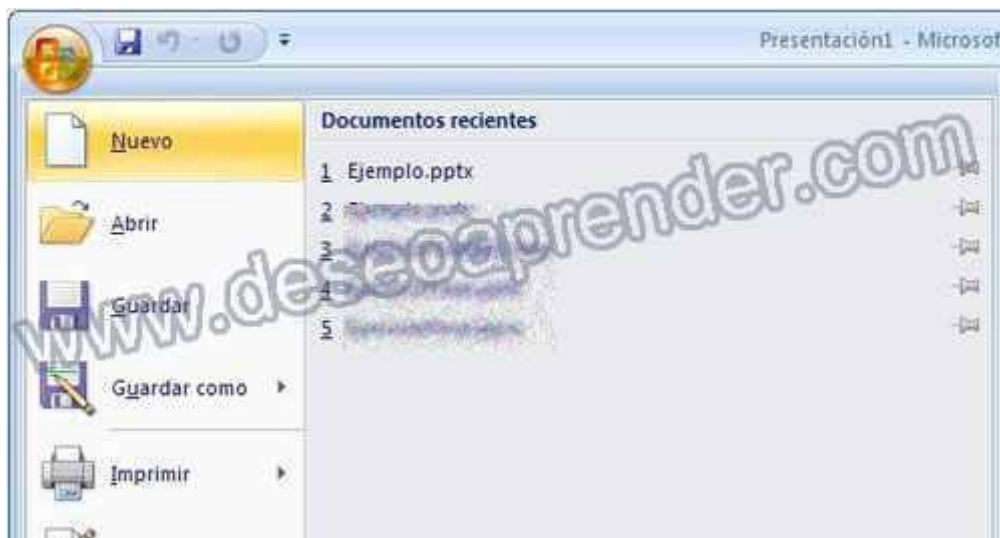 Presentación1 - Microsof
Documentos recientes
Nuevo
1 Ejemplo.pptx
Abrir
2
3
Guardar
4
5
Guardar como
Imprimir
www.deseoaprender.com